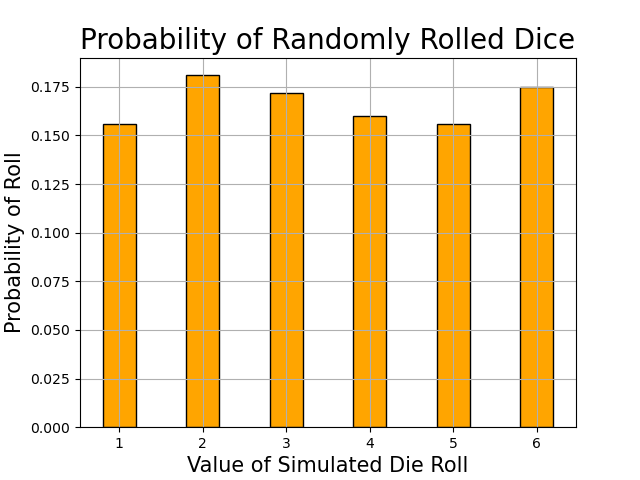 Probability of Randomly Rolled Dice
Probability of Roll
0.175
0.150
0.125
0.100
0.075
0.050
0.025
0.000
1 2 3 4 5 6
Value of Simulated Die Roll